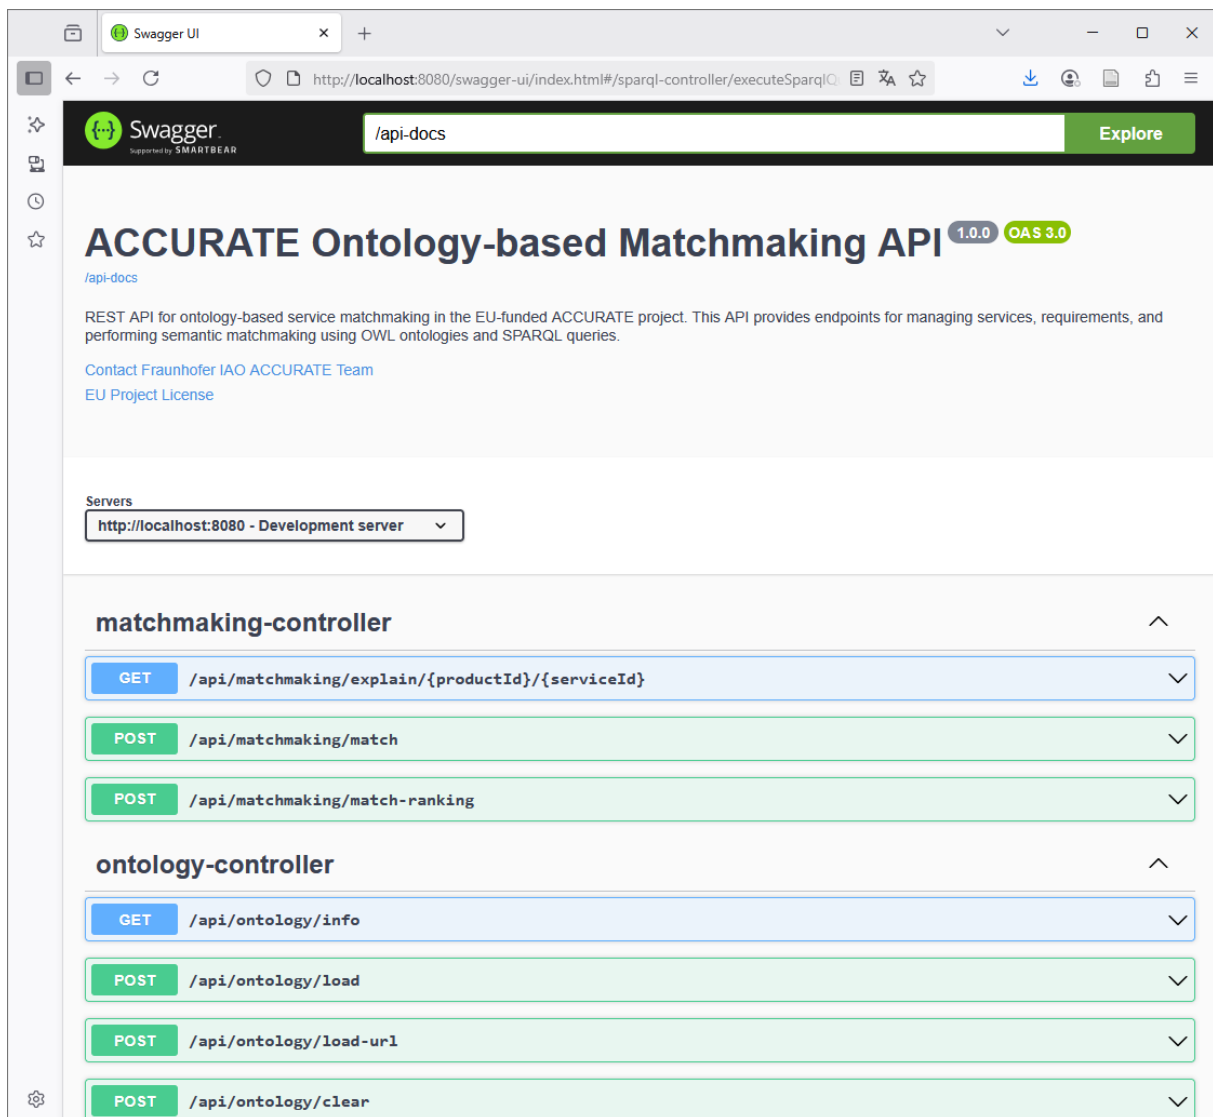 Swagger UI
http://localhost:8080/swagger-ui/index.html#/sparql-controller/executeSparqlQ
Swagger.
Supported by SMARTBEAR
/api-docs
Explore
ACCURATE Ontology-based Matchmaking API 1.0.0 OAS 3.0
/api-docs
REST API for ontology-based service matchmaking in the EU-funded ACCURATE project. This API provides endpoints for managing services, requirements, and
performing semantic matchmaking using OWL ontologies and SPARQL queries.
Contact Fraunhofer IAO ACCURATE Team
EU Project License
Servers
http://localhost:8080 - Development server
matchmaking-controller
GET /api/matchmaking/explain/{productId}/{serviceId}
POST /api/matchmaking/match
POST /api/matchmaking/match-ranking
ontology-controller
GET /api/ontology/info
POST /api/ontology/load
POST /api/ontology/load-url
POST /api/ontology/clear